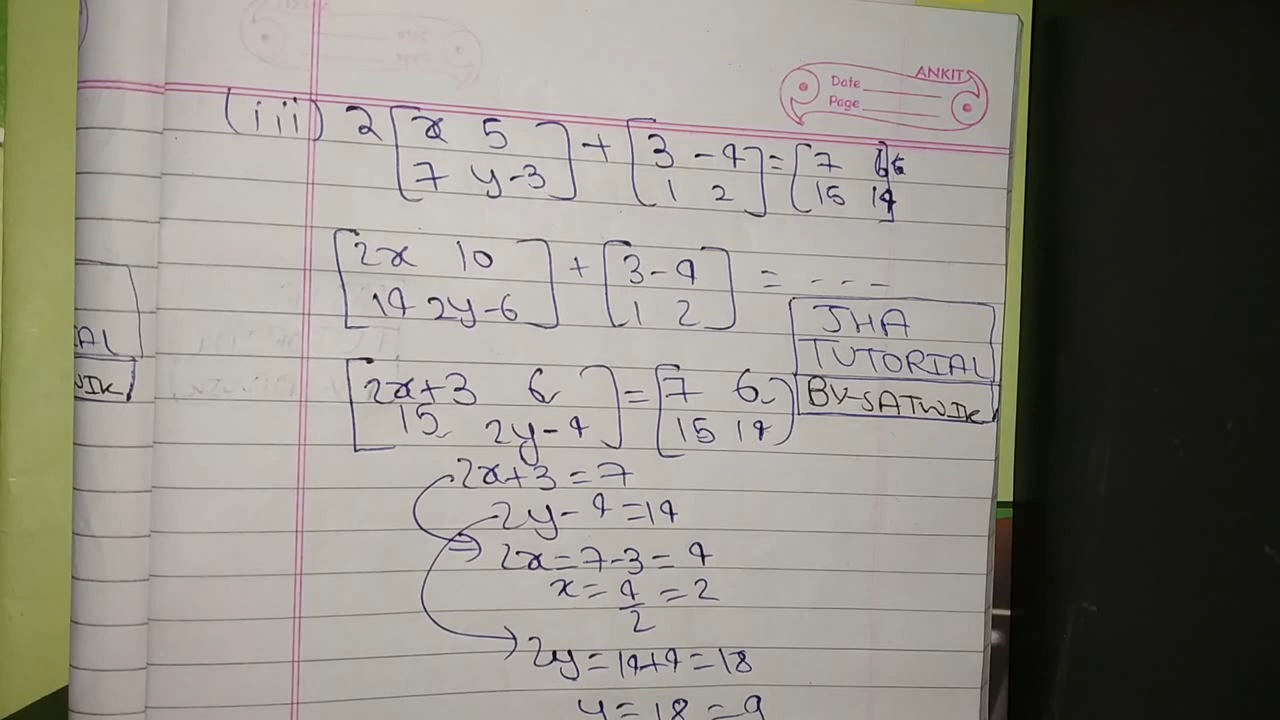 ANKIT
Date
Page
(iii) 2 [x 5 + [3 -4 = [7 6
7 y-3] 1 2] 15 14]
[2x 10 + [3 -4 = - - -
14 2y-6] 1 2]
[2x+3 6 = [7 6
15 2y-4] 15 14]
JHA
TUTORIAL
BY-SATWIK
2x+3=7
2y-4=14
2x=7-3=4
x=4/2=2
2y=14+4=18
y=18=9
AL
WIK